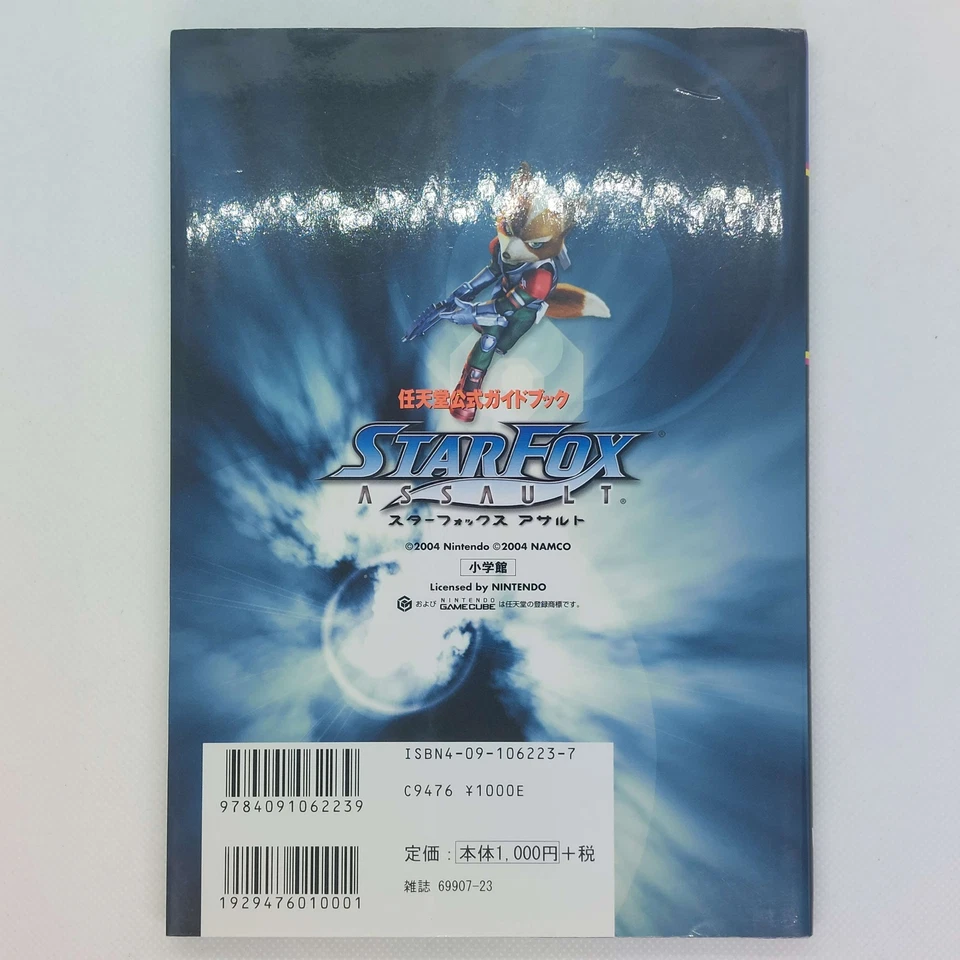 任天堂公式ガイドブック
STARFOX®
ASSAULT®
スターフォックス アサルト
©2004 Nintendo ©2004 NAMCO
小学館
Licensed by NINTENDO
および NINTENDO GAMECUBE は任天堂の登録商標です。
ISBN4-09-106223-7
9784091062239
C9476 ¥1000E
定価:本体1,000円+税
雑誌 69907-23
1929476010001